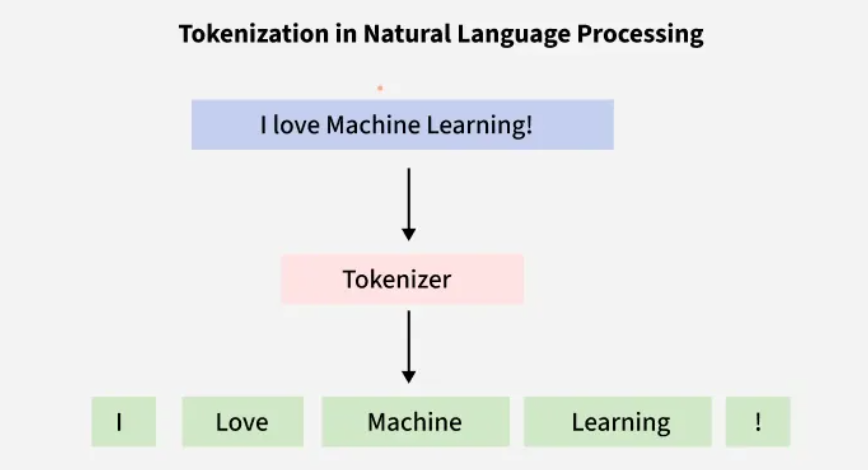 Tokenization in Natural Language Processing
I love Machine Learning!
Tokenizer
I Love Machine Learning !